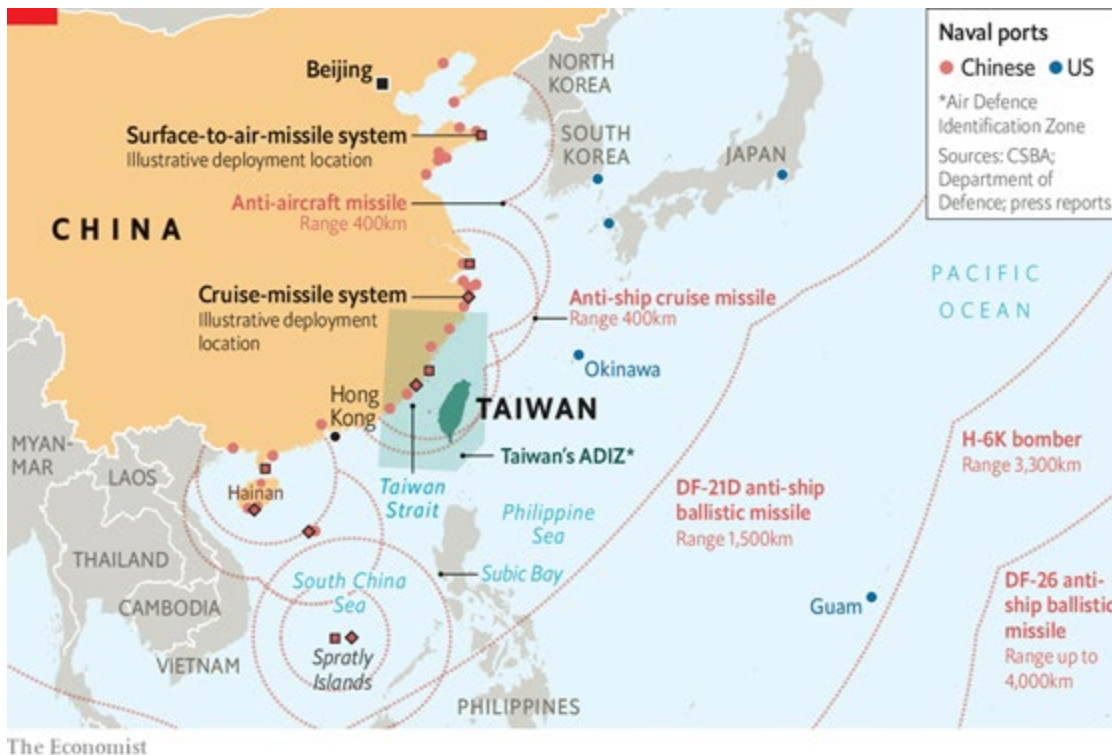 Beijing
NORTH
KOREA
Naval ports
Chinese
US
*Air Defence
Identification Zone
Sources: CSBA;
Department of
Defence; press reports
Surface-to-air-missile system
Illustrative deployment location
SOUTH
KOREA
JAPAN
Anti-aircraft missile
Range 400km
CHINA
PACIFIC
OCEAN
Cruise-missile system
Illustrative deployment
location
Anti-ship cruise missile
Range 400km
Okinawa
Hong
Kong
TAIWAN
MYAN-
MAR
LAOS
Taiwan's ADIZ*
H-6K bomber
Range 3,300km
Hainan
Taiwan
Strait
DF-21D anti-ship
ballistic missile
Range 1,500km
Philippine
Sea
THAILAND
South China
Sea
Subic Bay
CAMBODIA
Guam
DF-26 anti-
ship ballistic
missile
Range up to
4,000km
VIETNAM
Spratly
Islands
PHILIPPINES
The Economist